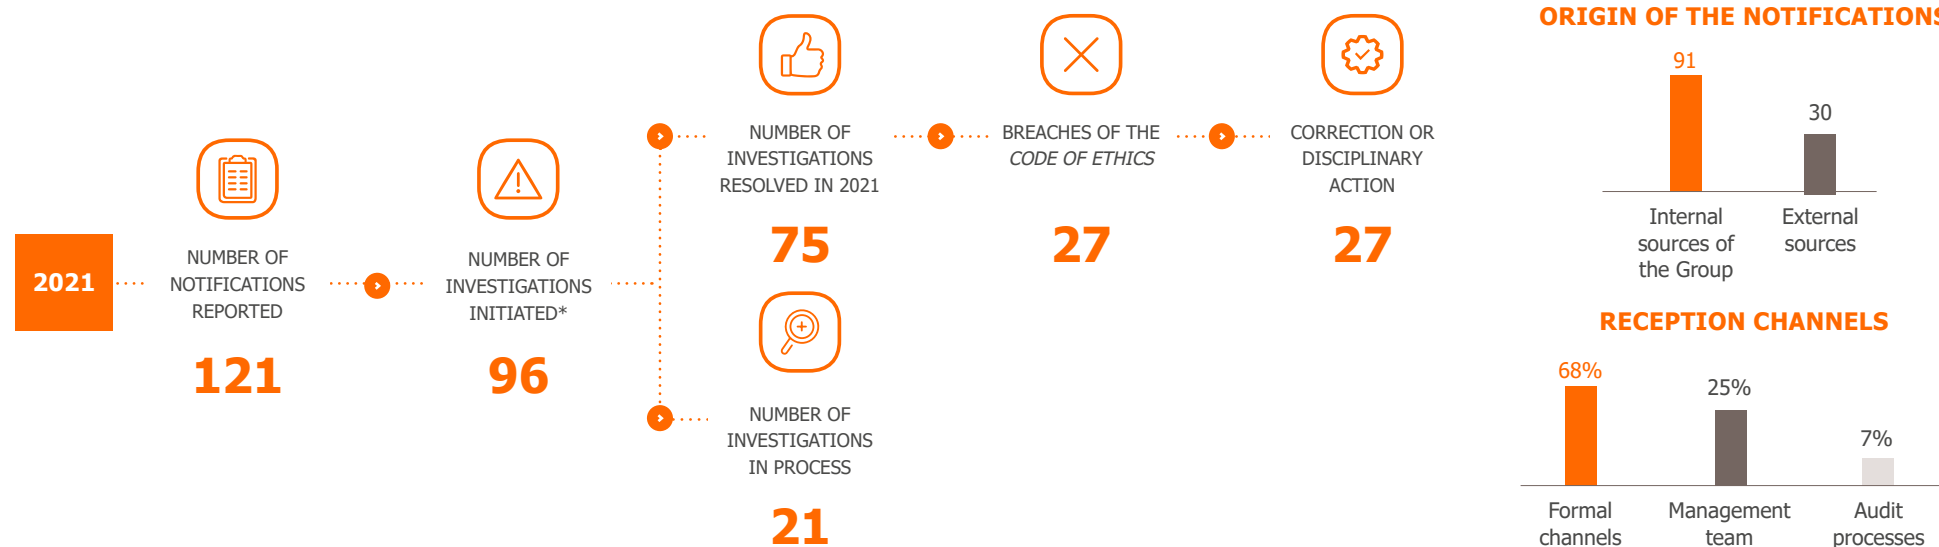 2021
NUMBER OF
NOTIFICATIONS
REPORTED
121
NUMBER OF
INVESTIGATIONS
INITIATED*
96
NUMBER OF
INVESTIGATIONS
RESOLVED IN 2021
75
NUMBER OF
INVESTIGATIONS
IN PROCESS
21
BREACHES OF THE
CODE OF ETHICS
27
CORRECTION OR
DISCIPLINARY
ACTION
27
ORIGIN OF THE NOTIFICATIONS
91
30
Internal
sources of
the Group
External
sources
RECEPTION CHANNELS
68%
25%
7%
Formal
channels
Management
team
Audit
processes